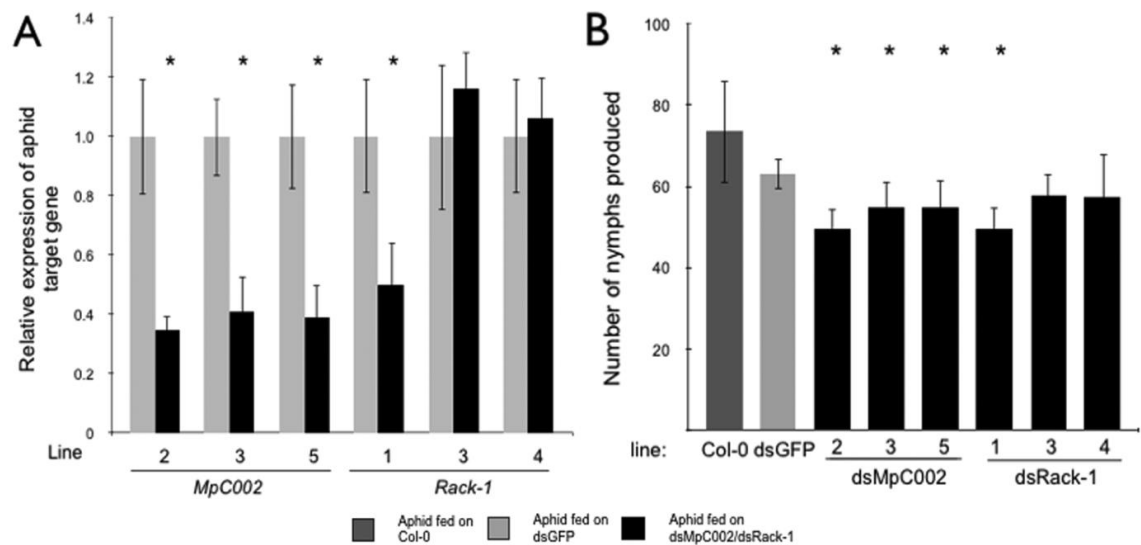 A
Relative expression of aphid
target gene
1.4
1.2
1.0
0.8
0.6
0.4
0.2
0
* * * *
Line
2 3 5 1 3 4
MpC002 Rack-1
B
Number of nymphs produced
100
80
60
40
20
* * * *
line: Col-0 dsGFP 2 3 5 1 3 4
dsMpC002 dsRack-1
Aphid fed on
Col-0
Aphid fed on
dsGFP
Aphid fed on
dsMpC002/dsRack-1